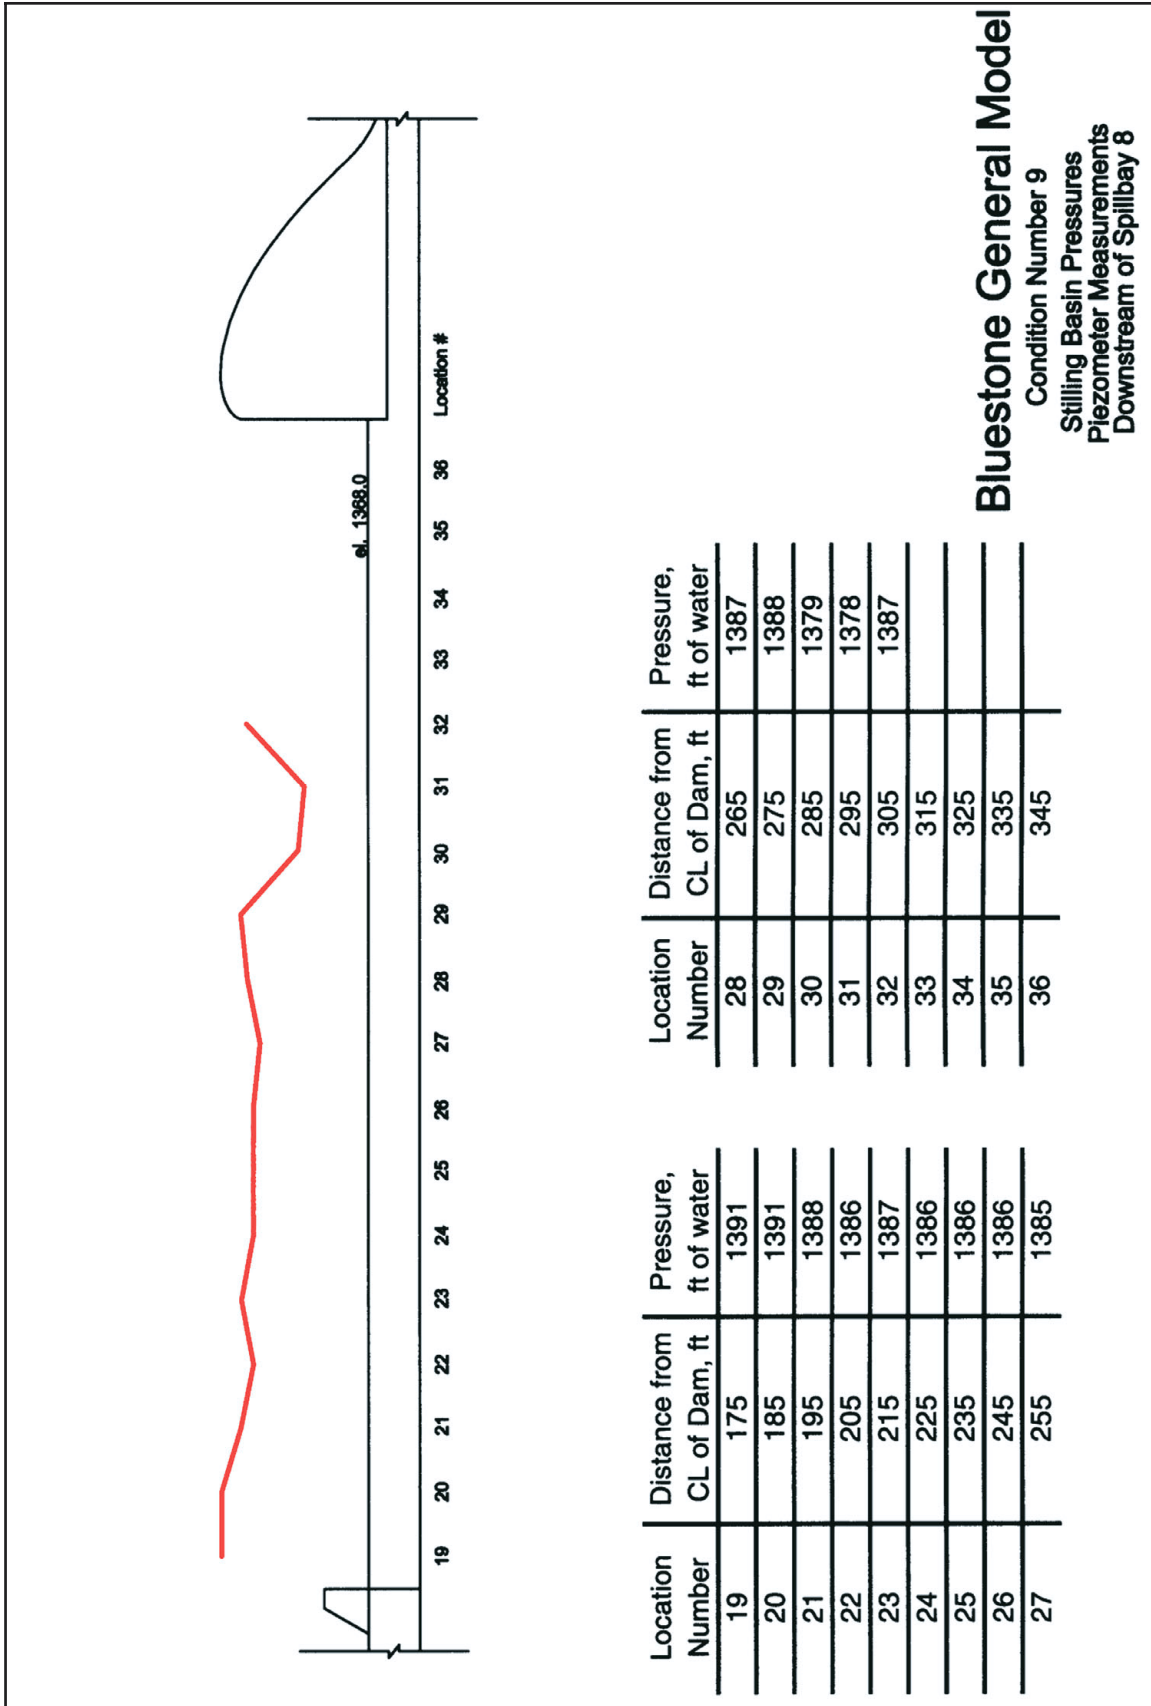 el. 1368.0
19 20 21 22 23 24 25 26 27 28 29 30 31 32 33 34 35 36 Location #
Location Distance from Pressure,
Number CL of Dam, ft ft of water
19 175 1391
20 185 1391
21 195 1388
22 205 1386
23 215 1387
24 225 1386
25 235 1386
26 245 1386
27 255 1385
Location Distance from Pressure,
Number CL of Dam, ft ft of water
28 265 1387
29 275 1388
30 285 1379
31 295 1378
32 305 1387
33 315
34 325
35 335
36 345
Bluestone General Model
Condition Number 9
Stilling Basin Pressures
Piezometer Measurements
Downstream of Spillbay 8